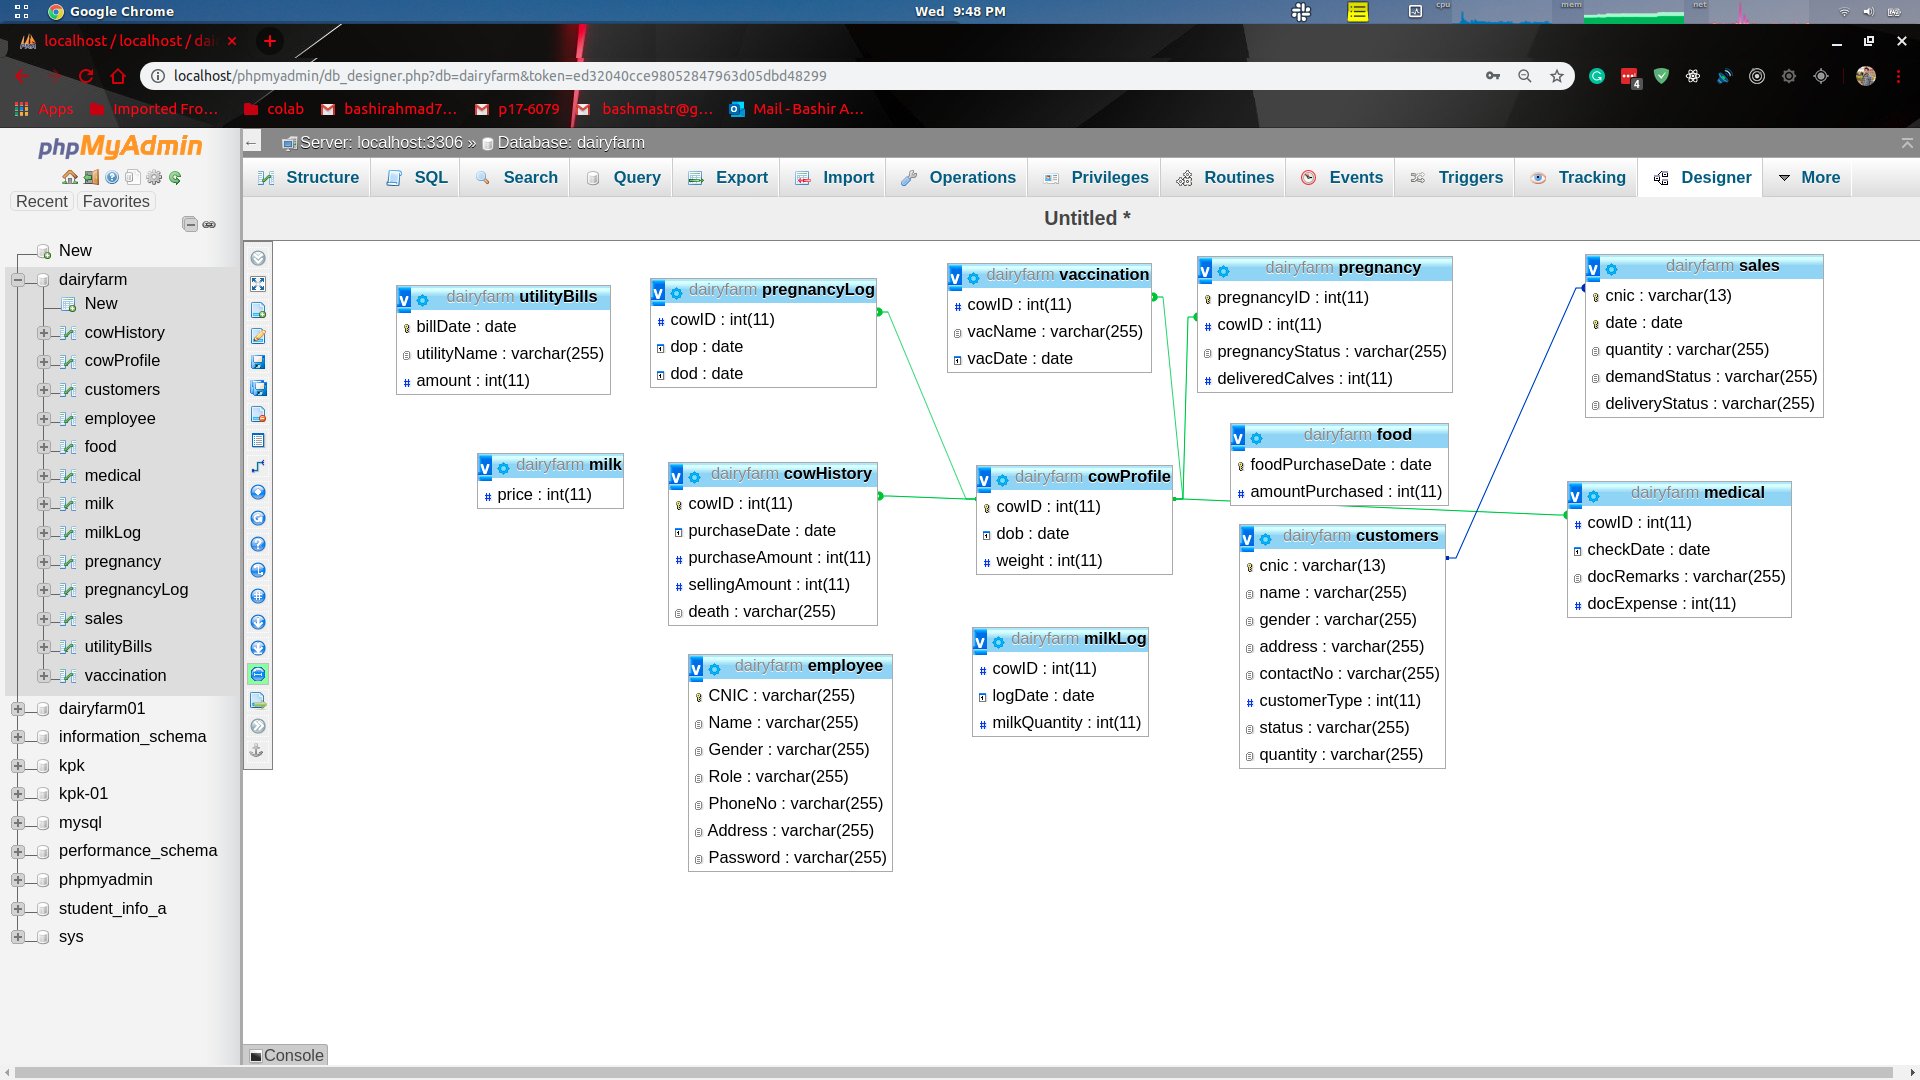 Google Chrome
Wed 9:48 PM
cpu
mem
net
localhost / localhost / dai
localhost/phpmyadmin/db_designer.php?db=dairyfarm&token=ed32040cce98052847963d05dbd48299
4
Apps
Imported Fro...
colab
bashirahmad7...
p17-6079
bashmastr@g...
Mail - Bashir A...
phpMyAdmin
Recent
Favorites
New
dairyfarm
New
cowHistory
cowProfile
customers
employee
food
medical
milk
milkLog
pregnancy
pregnancyLog
sales
utilityBills
vaccination
dairyfarm01
information_schema
kpk
kpk-01
mysql
performance_schema
phpmyadmin
student_info_a
sys
Server: localhost:3306 » Database: dairyfarm
Structure
SQL
Search
Query
Export
Import
Operations
Privileges
Routines
Events
Triggers
Tracking
Designer
More
Untitled *
v dairyfarm utilityBills
billDate : date
utilityName : varchar(255)
# amount : int(11)
v dairyfarm pregnancyLog
# cowID : int(11)
dop : date
dod : date
v dairyfarm vaccination
# cowID : int(11)
vacName : varchar(255)
vacDate : date
v dairyfarm pregnancy
pregnancyID : int(11)
# cowID : int(11)
pregnancyStatus : varchar(255)
# deliveredCalves : int(11)
v dairyfarm sales
cnic : varchar(13)
date : date
quantity : varchar(255)
demandStatus : varchar(255)
deliveryStatus : varchar(255)
v dairyfarm milk
# price : int(11)
v dairyfarm cowHistory
cowID : int(11)
purchaseDate : date
# purchaseAmount : int(11)
# sellingAmount : int(11)
death : varchar(255)
v dairyfarm cowProfile
cowID : int(11)
dob : date
# weight : int(11)
v dairyfarm food
foodPurchaseDate : date
# amountPurchased : int(11)
v dairyfarm medical
# cowID : int(11)
checkDate : date
docRemarks : varchar(255)
# docExpense : int(11)
v dairyfarm customers
cnic : varchar(13)
name : varchar(255)
gender : varchar(255)
address : varchar(255)
contactNo : varchar(255)
# customerType : int(11)
status : varchar(255)
quantity : varchar(255)
v dairyfarm milkLog
# cowID : int(11)
logDate : date
# milkQuantity : int(11)
v dairyfarm employee
CNIC : varchar(255)
Name : varchar(255)
Gender : varchar(255)
Role : varchar(255)
PhoneNo : varchar(255)
Address : varchar(255)
Password : varchar(255)
Console